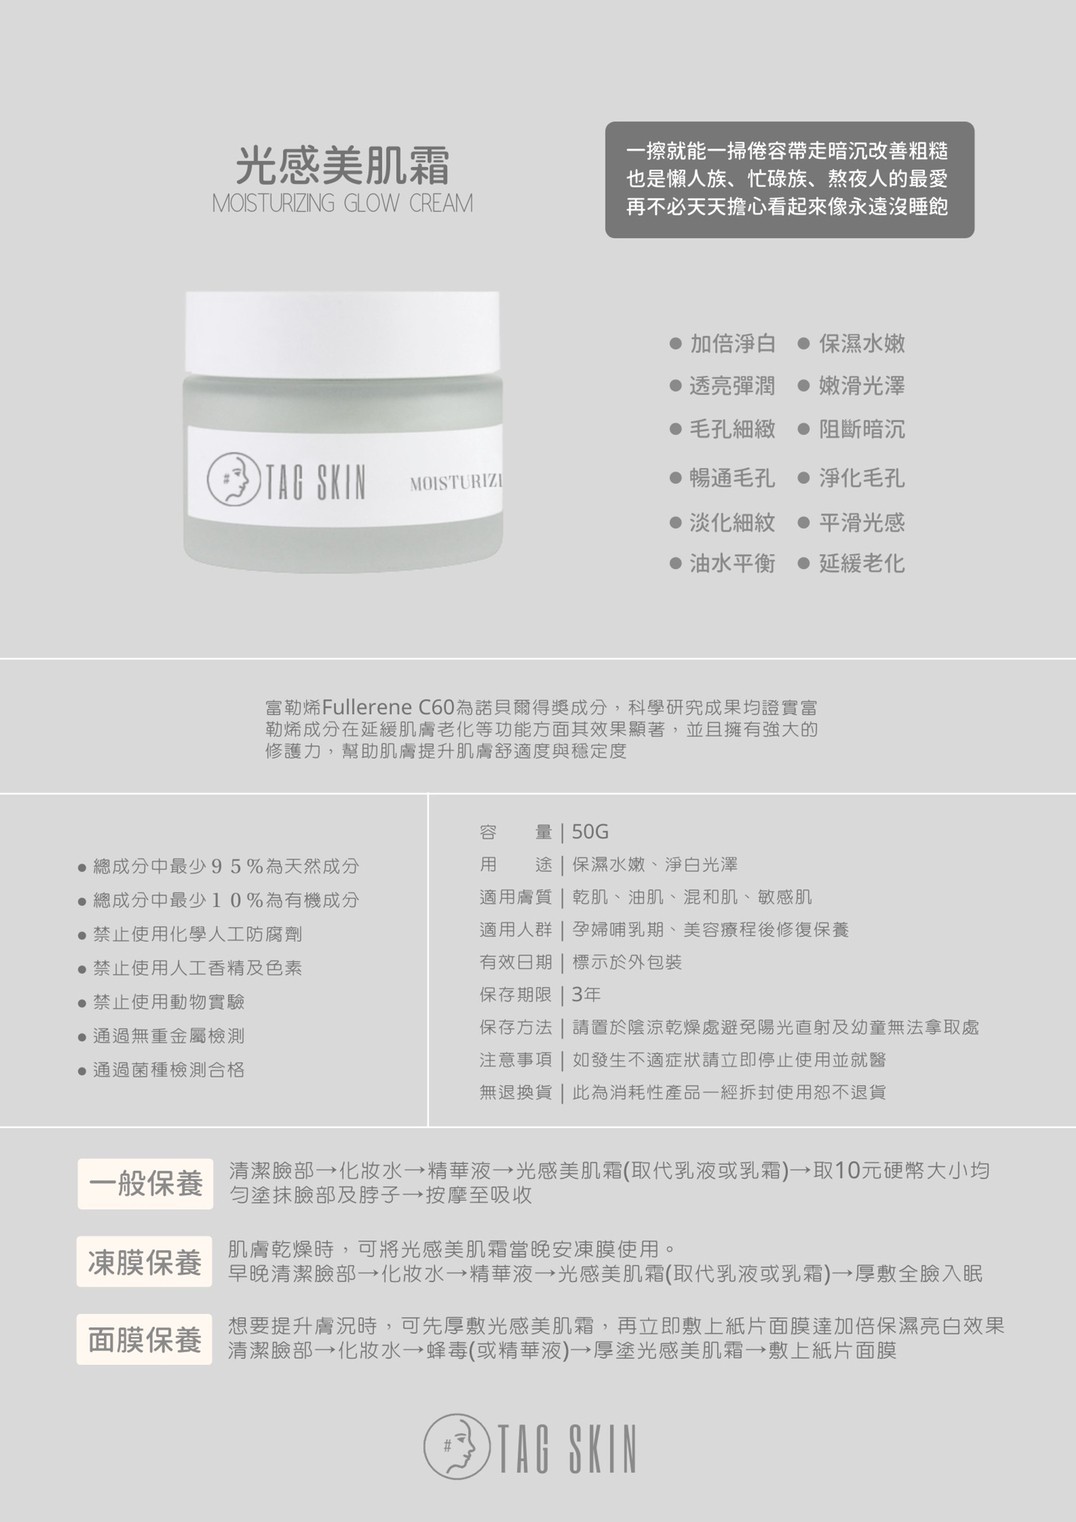 光感美肌霜
MOISTURIZING GLOW CREAM
一擦就能一掃倦容帶走暗沉改善粗糙
也是懶人族、忙碌族、熬夜人的最愛
再不必天天擔心看起來像永遠沒睡飽
# TAG SKIN
MOISTURIZI
● 加倍淨白 ● 保濕水嫩
● 透亮彈潤 ● 嫩滑光澤
● 毛孔細緻 ● 阻斷暗沉
● 暢通毛孔 ● 淨化毛孔
● 淡化細紋 ● 平滑光感
● 油水平衡 ● 延緩老化
富勒烯Fullerene C60為諾貝爾得獎成分，科學研究成果均證實富
勒烯成分在延緩肌膚老化等功能方面其效果顯著，並且擁有強大的
修護力，幫助肌膚提升肌膚舒適度與穩定度
● 總成分中最少９５%為天然成分
● 總成分中最少１０%為有機成分
● 禁止使用化學人工防腐劑
● 禁止使用人工香精及色素
● 禁止使用動物實驗
● 通過無重金屬檢測
● 通過菌種檢測合格
容　　量｜50G
用　　途｜保濕水嫩、淨白光澤
適用膚質｜乾肌、油肌、混和肌、敏感肌
適用人群｜孕婦哺乳期、美容療程後修復保養
有效日期｜標示於外包裝
保存期限｜3年
保存方法｜請置於陰涼乾燥處避免陽光直射及幼童無法拿取處
注意事項｜如發生不適症狀請立即停止使用並就醫
無退換貨｜此為消耗性產品一經拆封使用恕不退貨
一般保養
清潔臉部→化妝水→精華液→光感美肌霜(取代乳液或乳霜)→取10元硬幣大小均
勻塗抹臉部及脖子→按摩至吸收
凍膜保養
肌膚乾燥時，可將光感美肌霜當晚安凍膜使用。
早晚清潔臉部→化妝水→精華液→光感美肌霜(取代乳液或乳霜)→厚敷全臉入眠
面膜保養
想要提升膚況時，可先厚敷光感美肌霜，再立即敷上紙片面膜達加倍保濕亮白效果
清潔臉部→化妝水→蜂毒(或精華液)→厚塗光感美肌霜→敷上紙片面膜
# TAG SKIN